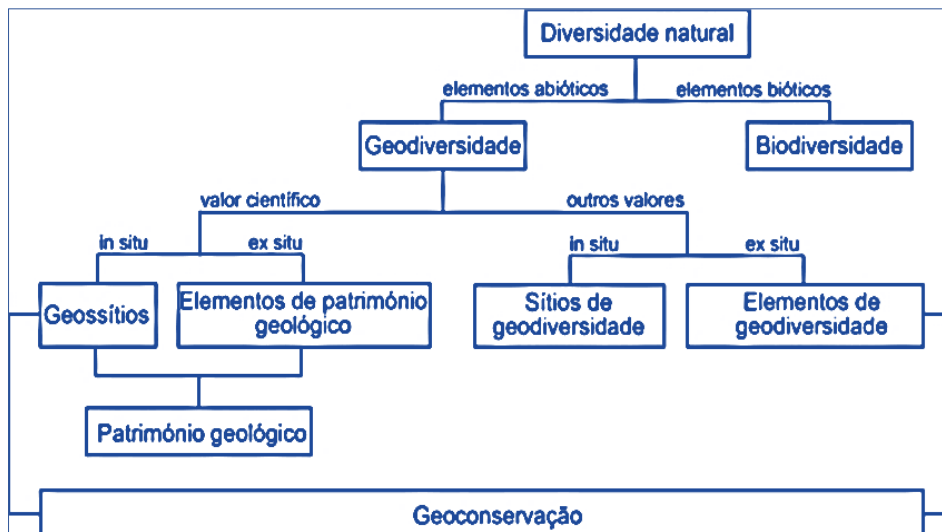 Diversidade natural
elementos abióticos
elementos bióticos
Geodiversidade
Biodiversidade
valor científico
outros valores
in situ
ex situ
in situ
ex situ
Geossítios
Elementos de património
geológico
Sítios de
geodiversidade
Elementos de
geodiversidade
Património geológico
Geoconservação